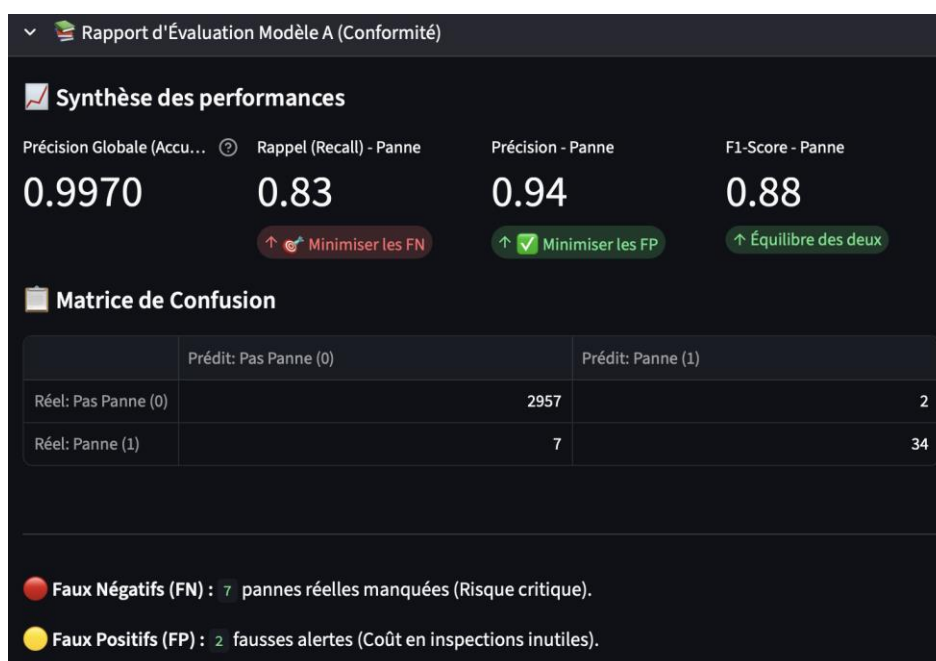 Rapport d'Évaluation Modèle A (Conformité)
Synthèse des performances
Précision Globale (Accu... Rappel (Recall) - Panne Précision - Panne F1-Score - Panne
0.9970 0.83 0.94 0.88
↑ 🎯 Minimiser les FN ↑ ✅ Minimiser les FP ↑ Équilibre des deux
Matrice de Confusion
Prédit: Pas Panne (0) Prédit: Panne (1)
Réel: Pas Panne (0) 2957 2
Réel: Panne (1) 7 34
Faux Négatifs (FN) : 7 pannes réelles manquées (Risque critique).
Faux Positifs (FP) : 2 fausses alertes (Coût en inspections inutiles).